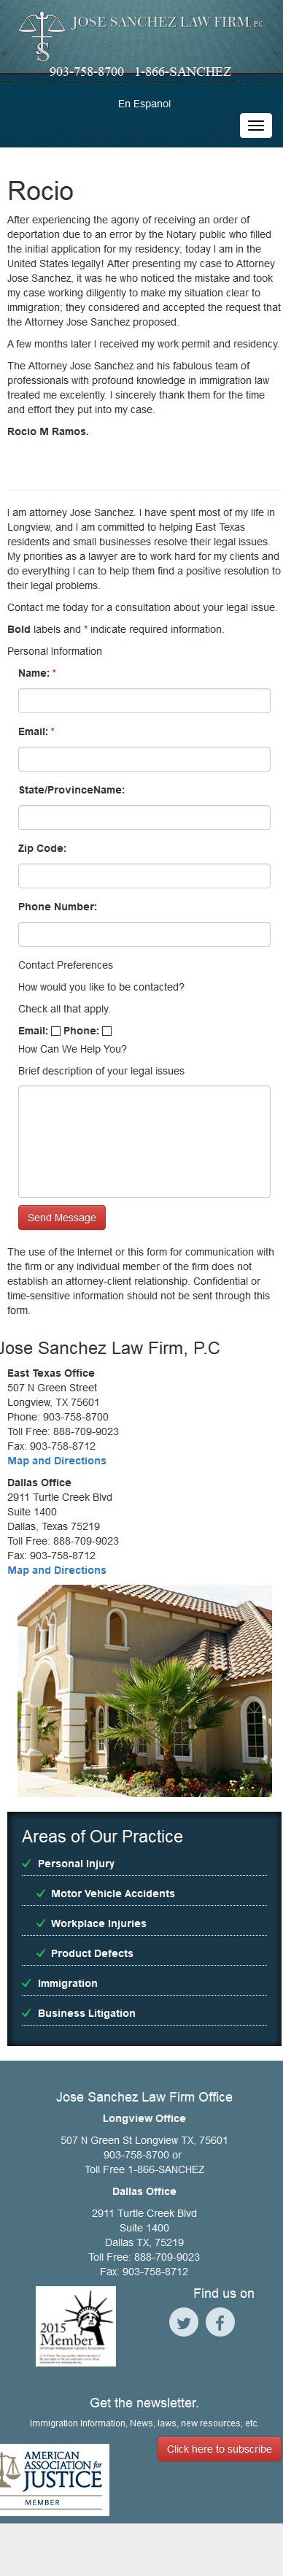 JOSE SANCHEZ LAW FIRM, P.C.
903-758-8700 1-866-SANCHEZ
En Espanol
Rocio
After experiencing the agony of receiving an order of
deportation due to an error by the Notary public who filled
the initial application for my residency; today I am in the
United States legally! After presenting my case to Attorney
Jose Sanchez, it was he who noticed the mistake and took
my case working diligently to make my situation clear to
immigration; they considered and accepted the request that
the Attorney Jose Sanchez proposed.
A few months later I received my work permit and residency.
The Attorney Jose Sanchez and his fabulous team of
professionals with profound knowledge in immigration law
treated me excelently. I sincerely thank them for the time
and effort they put into my case.
Rocio M Ramos.
I am attorney Jose Sanchez. I have spent most of my life in
Longview, and I am committed to helping East Texas
residents and small businesses resolve their legal issues.
My priorities as a lawyer are to work hard for my clients and
do everything I can to help them find a positive resolution to
their legal problems.
Contact me today for a consultation about your legal issue.
Bold labels and * indicate required information.
Personal Information
Name: *
Email: *
State/ProvinceName:
Zip Code:
Phone Number:
Contact Preferences
How would you like to be contacted?
Check all that apply.
Email: Phone:
How Can We Help You?
Brief description of your legal issues
Send Message
The use of the Internet or this form for communication with
the firm or any individual member of the firm does not
establish an attorney-client relationship. Confidential or
time-sensitive information should not be sent through this
form.
Jose Sanchez Law Firm, P.C
East Texas Office
507 N Green Street
Longview, TX 75601
Phone: 903-758-8700
Toll Free: 888-709-9023
Fax: 903-758-8712
Map and Directions
Dallas Office
2911 Turtle Creek Blvd
Suite 1400
Dallas, Texas 75219
Toll Free: 888-709-9023
Fax: 903-758-8712
Map and Directions
Areas of Our Practice
Personal Injury
Motor Vehicle Accidents
Workplace Injuries
Product Defects
Immigration
Business Litigation
Jose Sanchez Law Firm Office
Longview Office
507 N Green St Longview TX, 75601
903-758-8700 or
Toll Free 1-866-SANCHEZ
Dallas Office
2911 Turtle Creek Blvd
Suite 1400
Dallas TX, 75219
Toll Free: 888-709-9023
Fax: 903-758-8712
2015
Member
Find us on
Get the newsletter.
Immigration Information, News, laws, new resources, etc.
Click here to subscribe
AMERICAN
ASSOCIATION for
JUSTICE
MEMBER